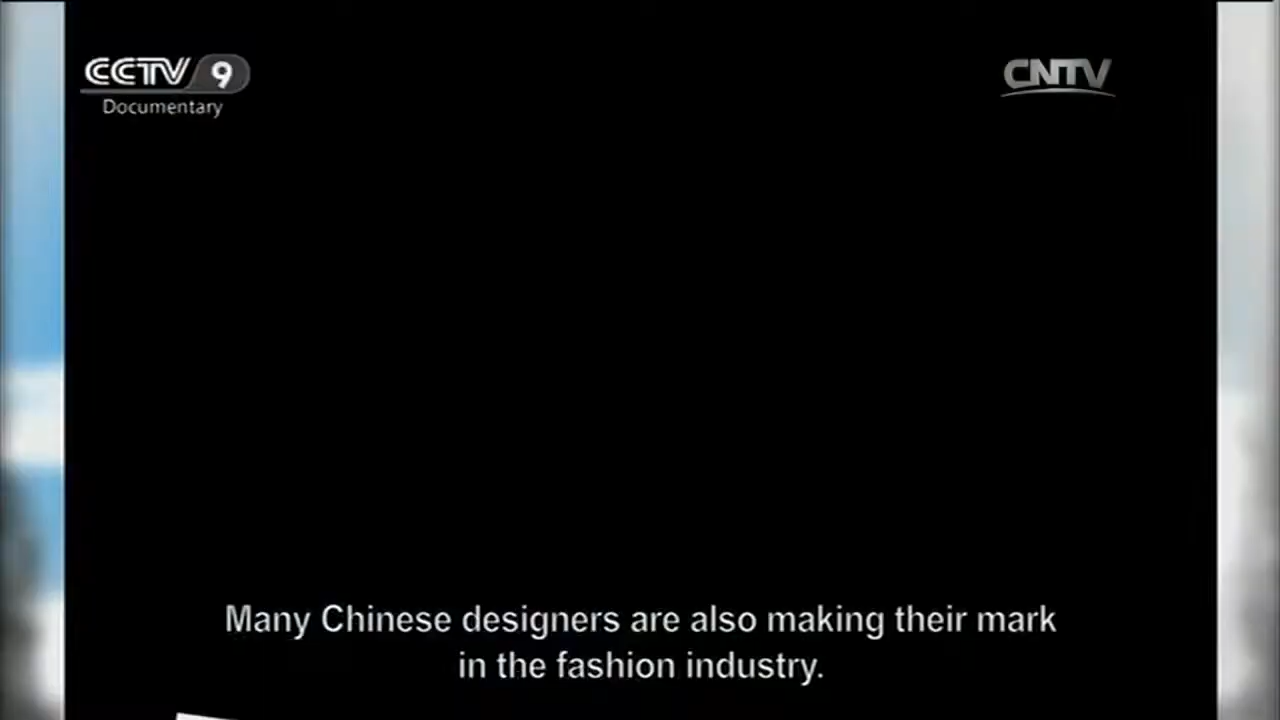 CCTV 9
CNTV
Documentary
Many Chinese designers are also making their mark
in the fashion industry.